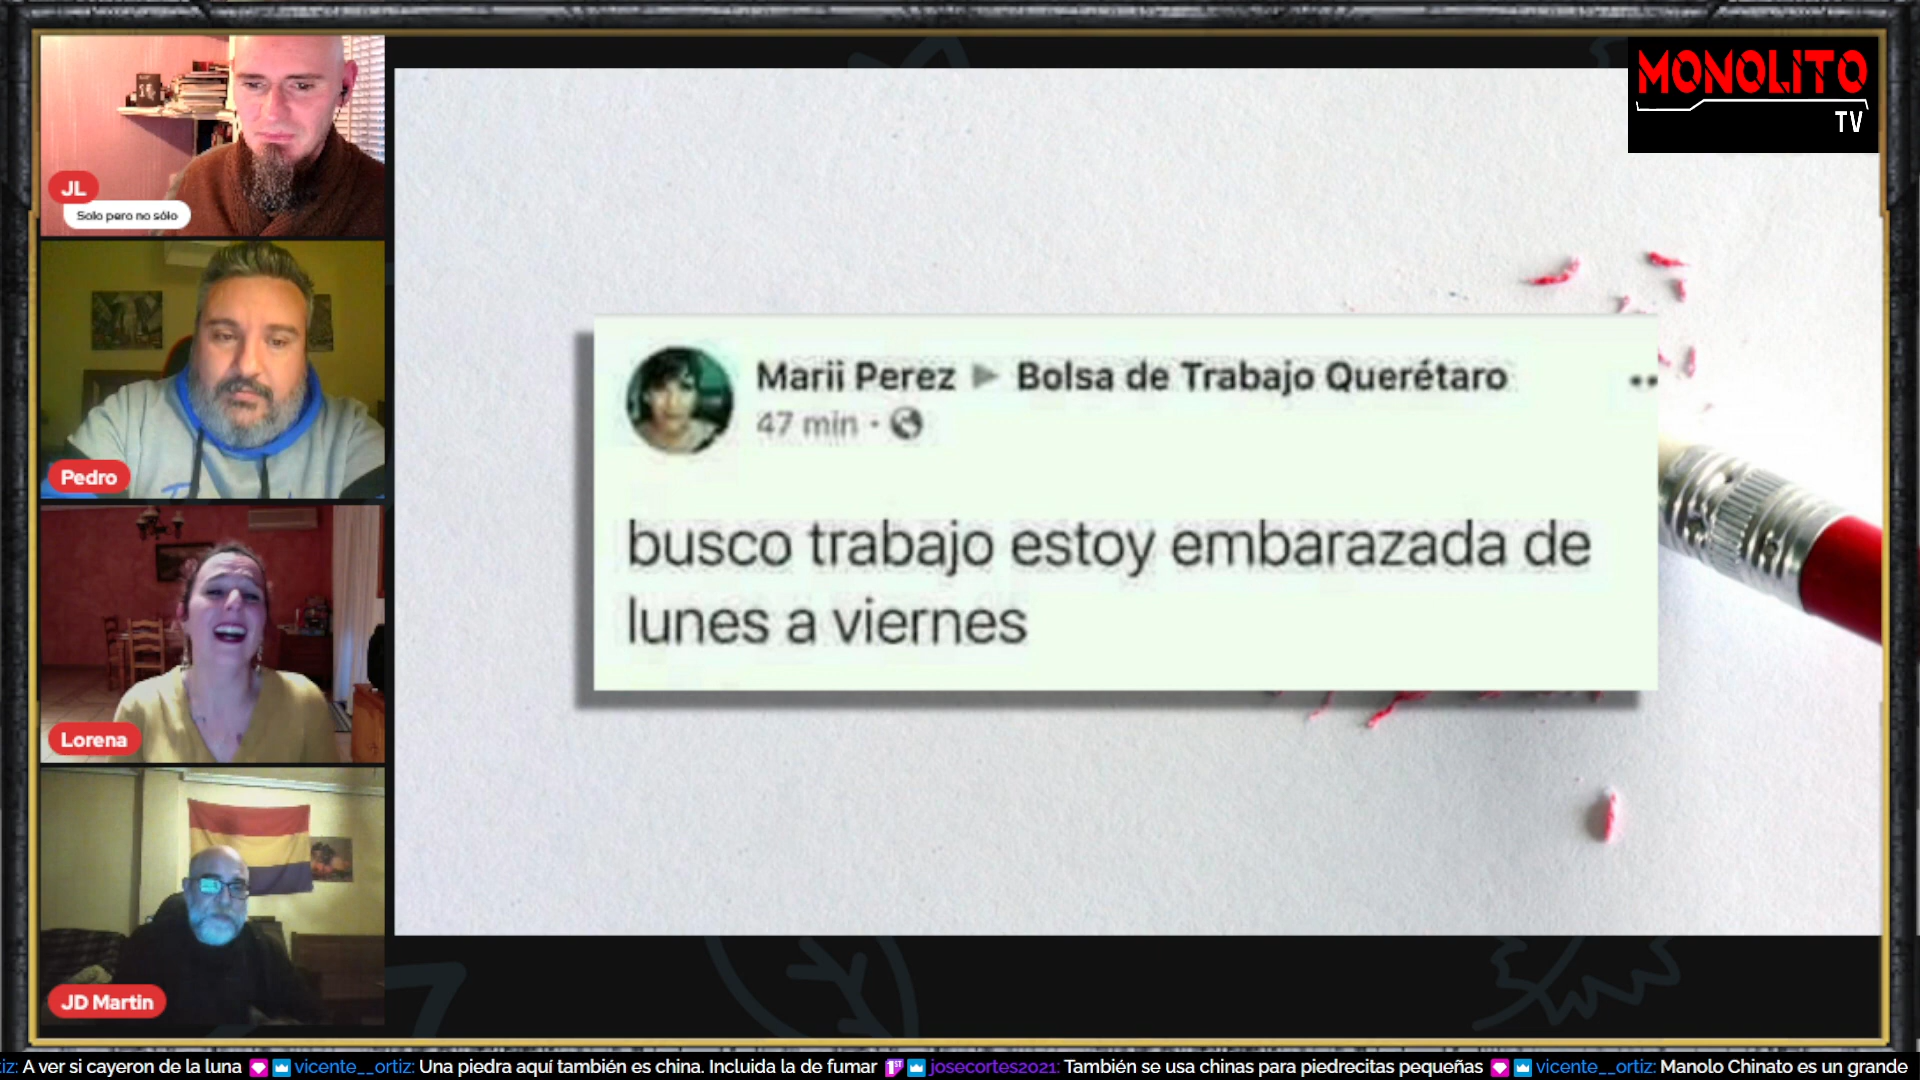 MONOLITO
TV
JL
Solo pero no sólo
Pedro
Lorena
JD Martin
Marii Perez ▶ Bolsa de Trabajo Querétaro
47 min ·
busco trabajo estoy embarazada de
lunes a viernes
iz: A ver si cayeron de la luna vicente__ortiz: Una piedra aquí también es china. Incluida la de fumar josecortes2021: También se usa chinas para piedrecitas pequeñas vicente__ortiz: Manolo Chinato es un grande